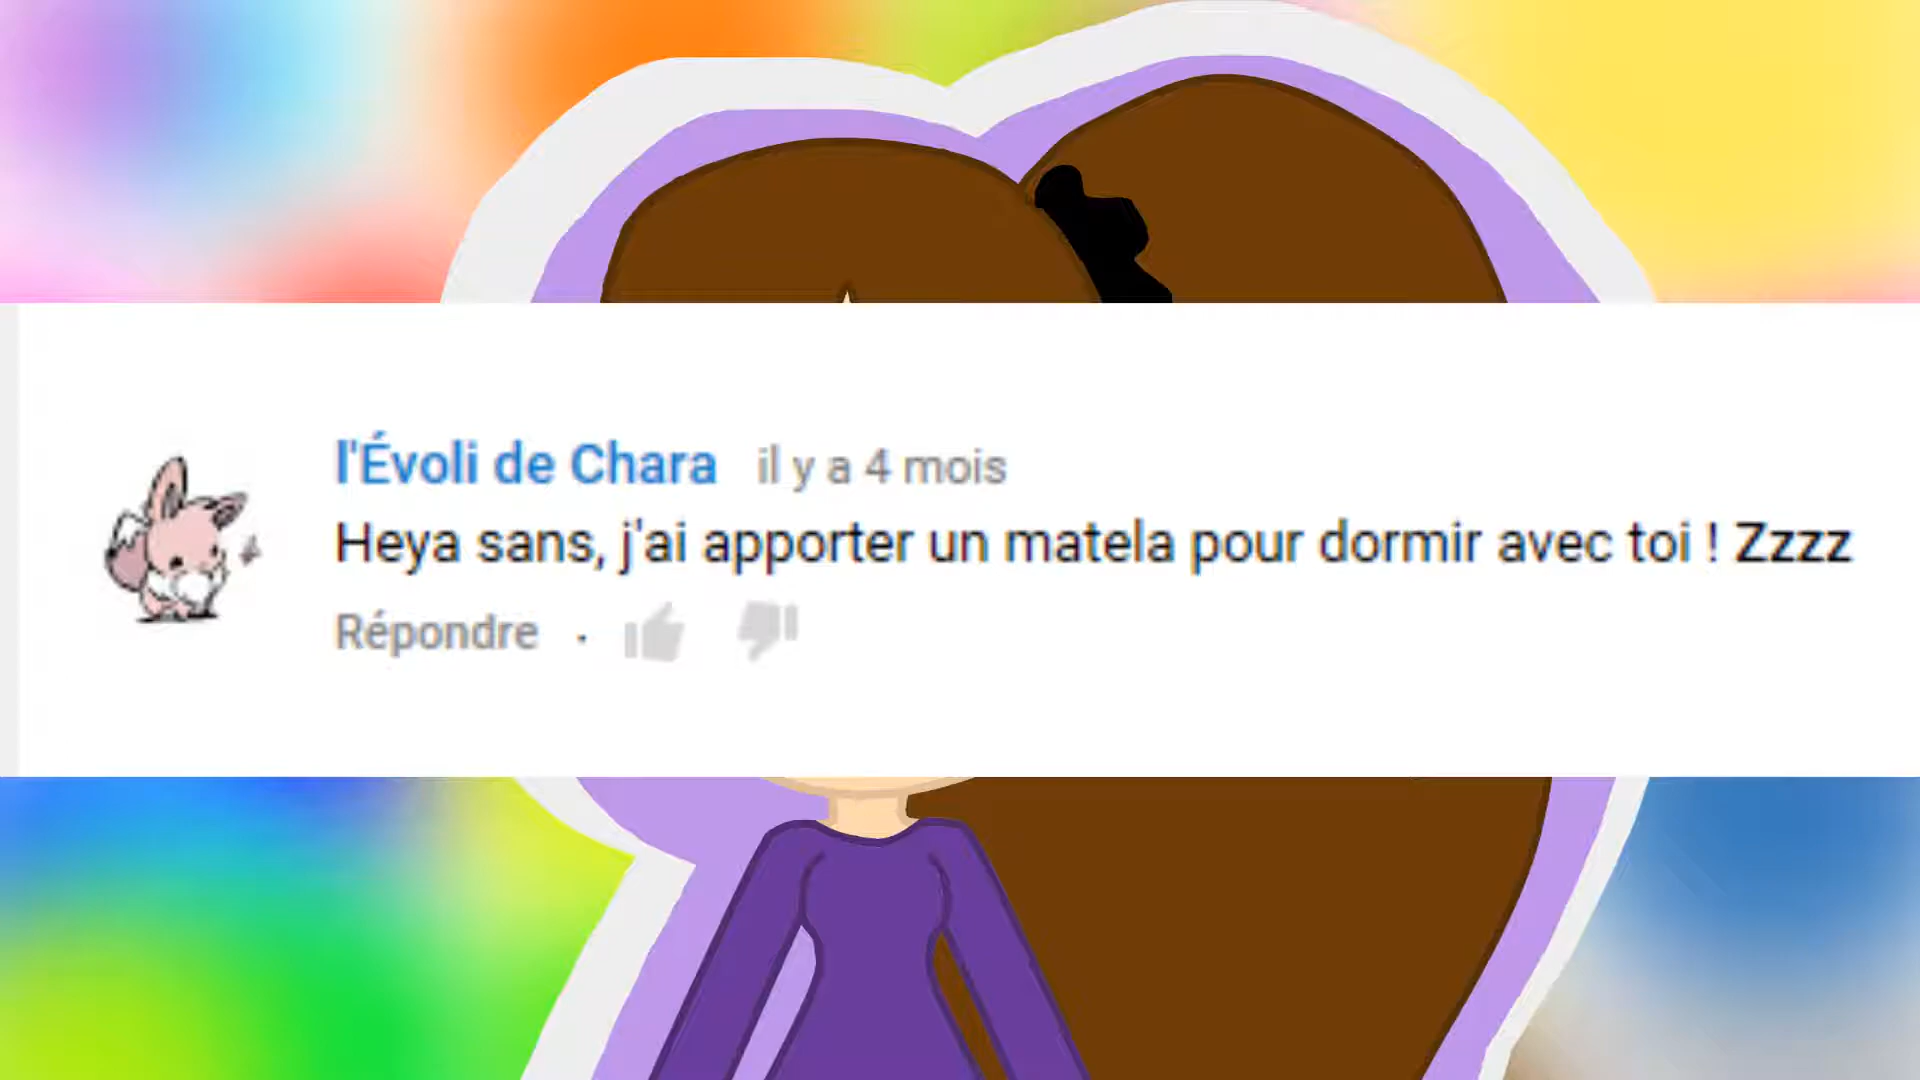 l'Évoli de Chara il y a 4 mois
Heya sans, j'ai apporter un matela pour dormir avec toi ! Zzzz
Répondre ·